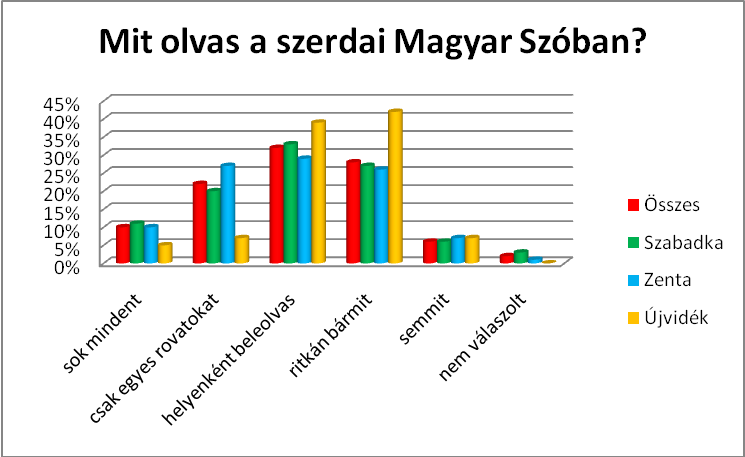 Mit olvas a szerdai Magyar Szóban?
45%
40%
35%
30%
25%
20%
15%
10%
5%
0%
sok mindent
csak egyes rovatokat
helyenként beleolvas
ritkán bármit
semmit
nem válaszolt
Összes
Szabadka
Zenta
Újvidék